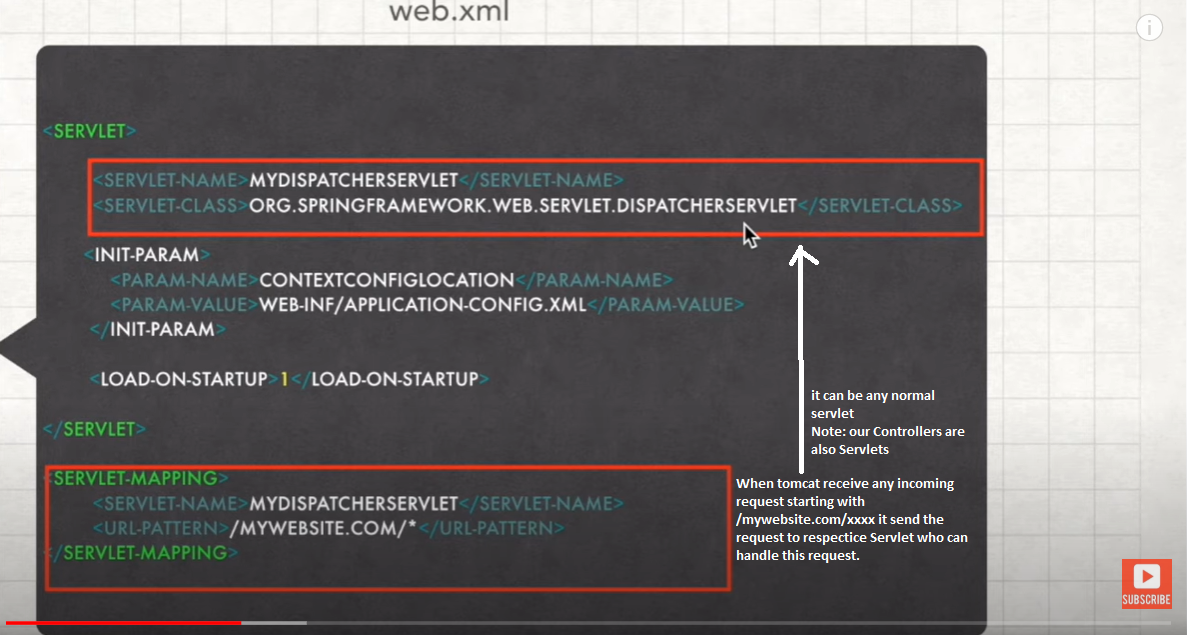 web.xml
<SERVLET>
<SERVLET-NAME>MYDISPATCHERSERVLET</SERVLET-NAME>
<SERVLET-CLASS>ORG.SPRINGFRAMEWORK.WEB.SERVLET.DISPATCHERSERVLET</SERVLET-CLASS>
<INIT-PARAM>
<PARAM-NAME>CONTEXTCONFIGLOCATION</PARAM-NAME>
<PARAM-VALUE>WEB-INF/APPLICATION-CONFIG.XML</PARAM-VALUE>
</INIT-PARAM>
<LOAD-ON-STARTUP>1</LOAD-ON-STARTUP>
</SERVLET>
<SERVLET-MAPPING>
<SERVLET-NAME>MYDISPATCHERSERVLET</SERVLET-NAME>
<URL-PATTERN>/MYWEBSITE.COM/*</URL-PATTERN>
</SERVLET-MAPPING>
it can be any normal
servlet
Note: our Controllers are
also Servlets
When tomcat receive any incoming
request starting with
/mywebsite.com/xxxx it send the
request to respectice Servlet who can
handle this request.
SUBSCRIBE